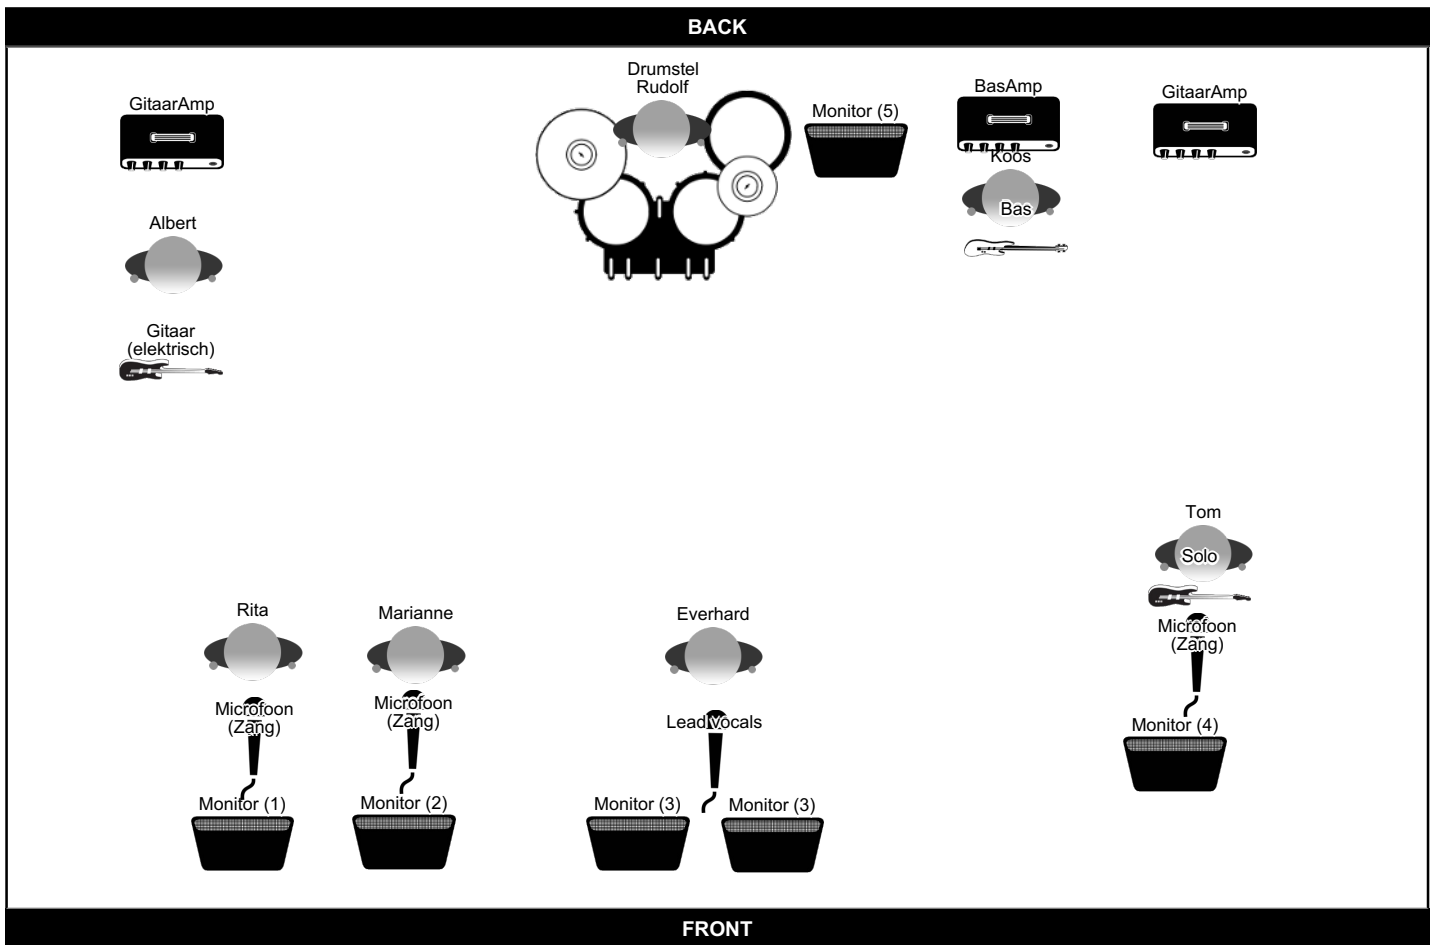 BACK
Drumstel
Rudolf
GitaarAmp
Monitor (5)
BasAmp
GitaarAmp
Koos
Bas
Albert
Gitaar
(elektrisch)
Tom
Solo
Microfoon
(Zang)
Monitor (4)
Rita
Marianne
Everhard
Microfoon
(Zang)
Microfoon
(Zang)
Lead vocals
Monitor (1)
Monitor (2)
Monitor (3)
Monitor (3)
FRONT